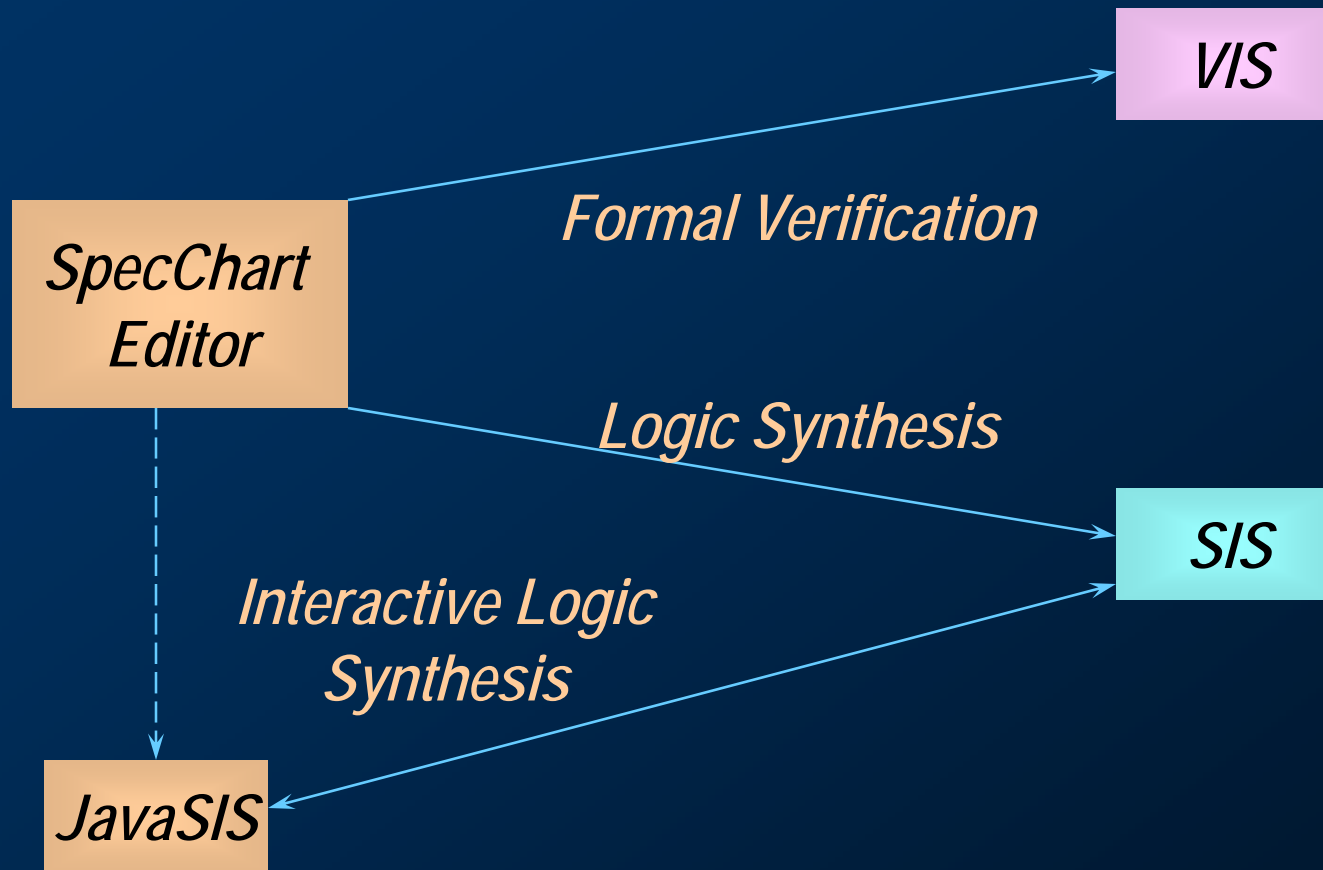 VIS
Formal Verification
SpecChart
Editor
Logic Synthesis
SIS
Interactive Logic
Synthesis
JavaSIS